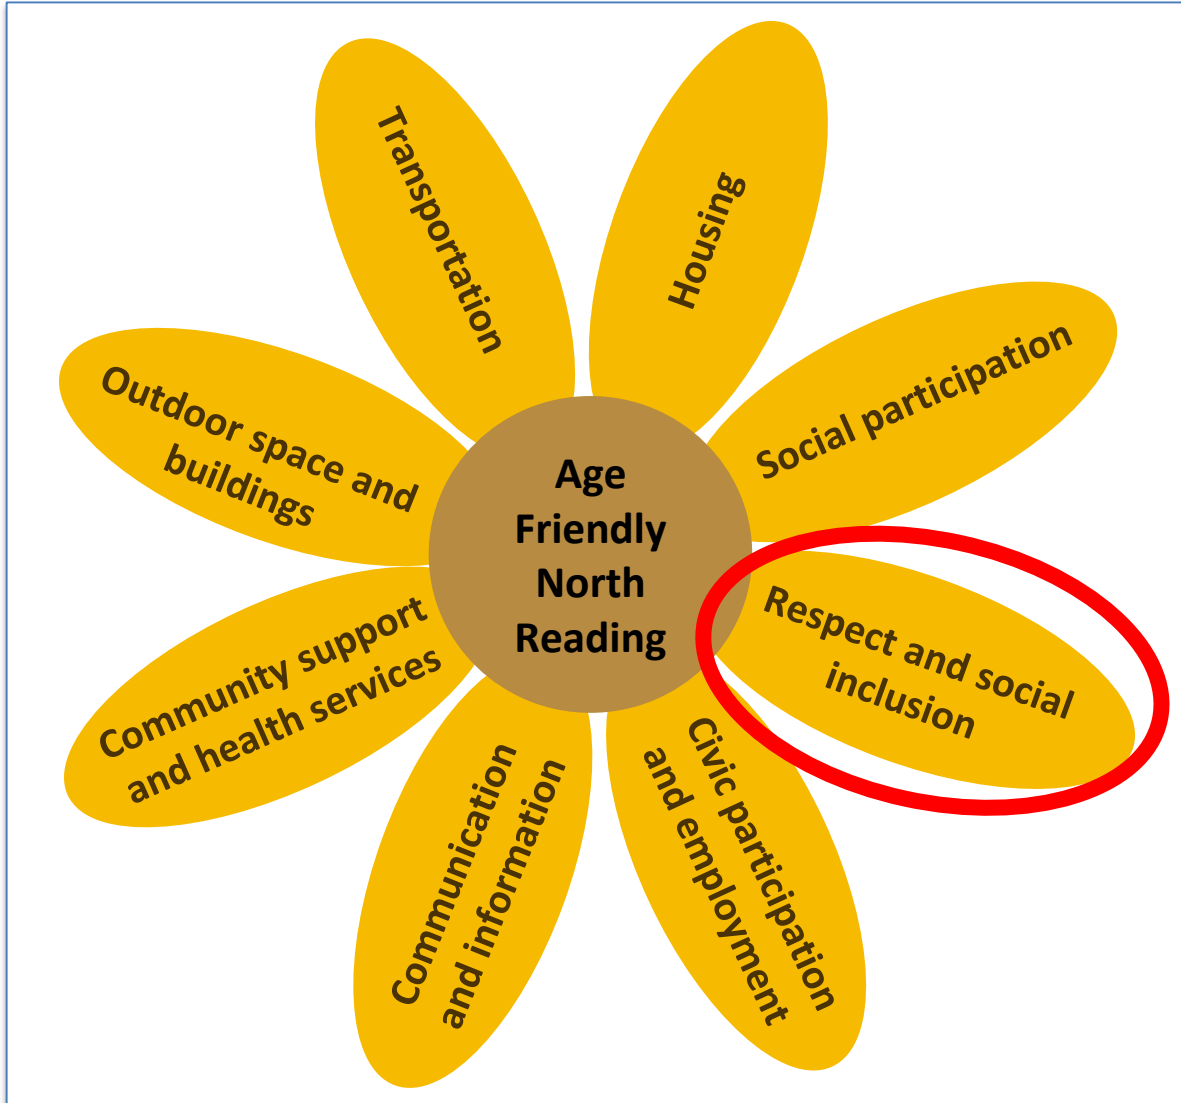 Transportation
Housing
Social participation
Outdoor space and
buildings
Age
Friendly
North
Reading
Respect and social
inclusion
Community support
and health services
Communication
and information
Civic participation
and employment